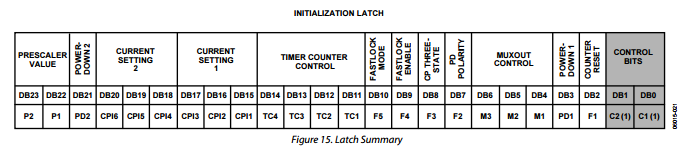 INITIALIZATION LATCH
PRESCALER VALUE
POWER-DOWN 2
CURRENT SETTING 2
CURRENT SETTING 1
TIMER COUNTER CONTROL
FASTLOCK MODE
FASTLOCK ENABLE
CP THREE-STATE
PD POLARITY
MUXOUT CONTROL
POWER-DOWN 1
COUNTER RESET
CONTROL BITS
DB23 DB22 DB21 DB20 DB19 DB18 DB17 DB16 DB15 DB14 DB13 DB12 DB11 DB10 DB9 DB8 DB7 DB6 DB5 DB4 DB3 DB2 DB1 DB0
P2 P1 PD2 CPI6 CPI5 CPI4 CPI3 CPI2 CPI1 TC4 TC3 TC2 TC1 F5 F4 F3 F2 M3 M2 M1 PD1 F1 C2 (1) C1 (1)
06015-021
Figure 15. Latch Summary